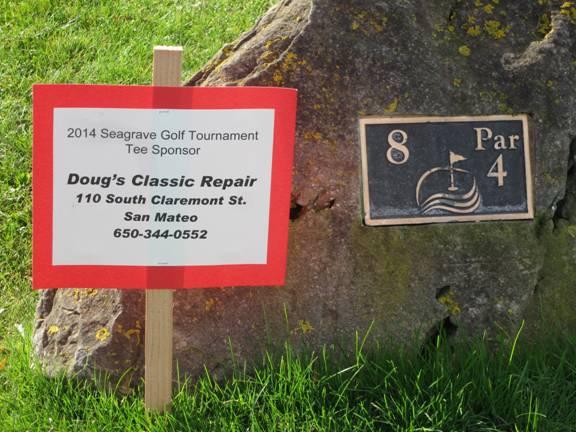 2014 Seagrave Golf Tournament
Tee Sponsor
Doug's Classic Repair
110 South Claremont St.
San Mateo
650-344-0552
8 Par
4